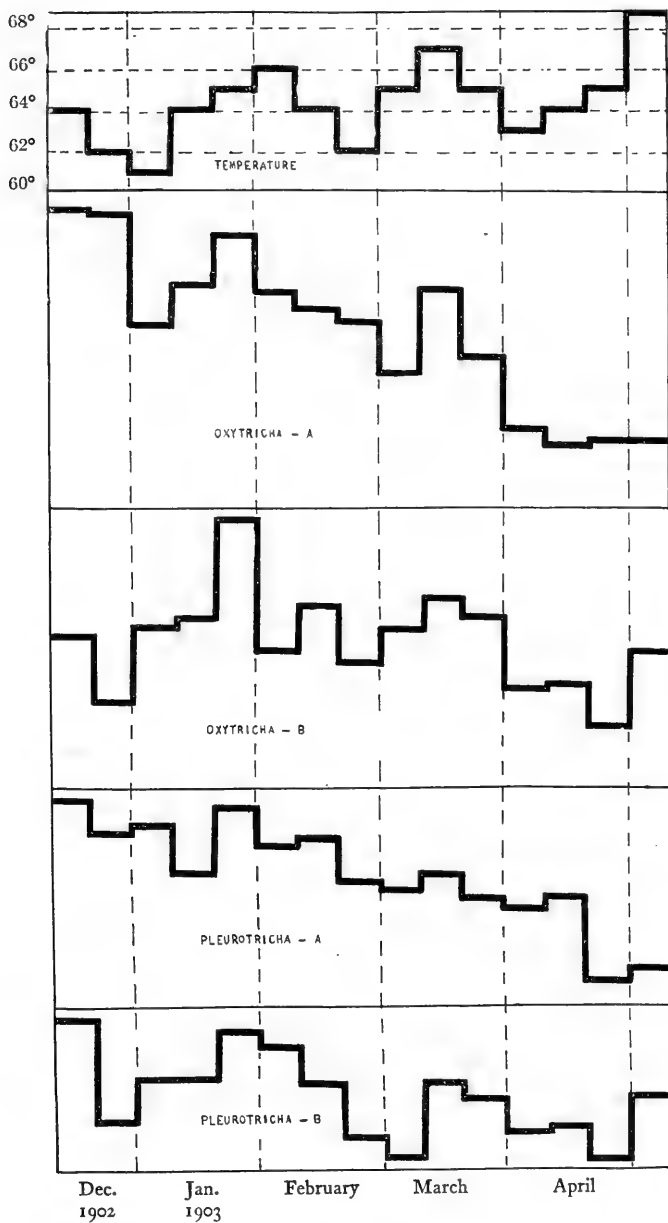 68°
66°
64°
62°
60°
TEMPERATURE
OXYTRICHA – A
OXYTRICHA – B
PLEUROTRICHA – A
PLEUROTRICHA – B
Dec. Jan. February March April
1902 1903